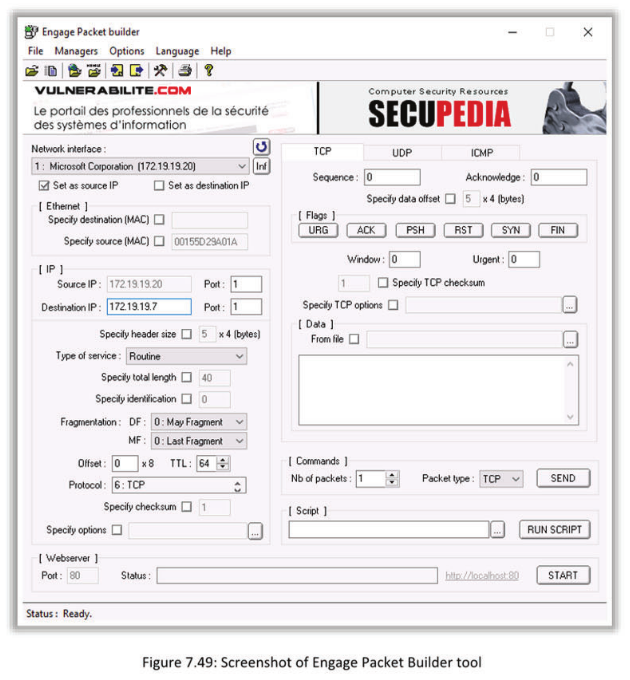 Engage Packet builder
File Managers Options Language Help
VULNERABILITE.COM
Le portail des professionnels de la sécurité
des systèmes d'information
Computer Security Resources
SECUPEDIA
Network interface :
1 : Microsoft Corporation (172.19.19.20)
Inf
Set as source IP Set as destination IP
[ Ethernet ]
Specify destination (MAC)
Specify source (MAC) 00155D29A01A
[ IP ]
Source IP : 172.19.19.20 Port : 1
Destination IP : 172.19.19.7 Port : 1
Specify header size 5 x 4 (bytes)
Type of service : Routine
Specify total length 40
Specify identification 0
Fragmentation : DF : 0 : May Fragment
MF : 0 : Last Fragment
Offset : 0 x 8 TTL : 64
Protocol : 6 : TCP
Specify checksum 1
Specify options ...
TCP UDP ICMP
Sequence : 0 Acknowledge : 0
Specify data offset 5 x 4 (bytes)
[ Flags ]
URG ACK PSH RST SYN FIN
Window : 0 Urgent : 0
1 Specify TCP checksum
Specify TCP options ...
[ Data ]
From file ...
[ Commands ]
Nb of packets : 1 Packet type : TCP SEND
[ Script ]
... RUN SCRIPT
[ Webserver ]
Port : 80 Status : http://localhost:80 START
Status : Ready.
Figure 7.49: Screenshot of Engage Packet Builder tool